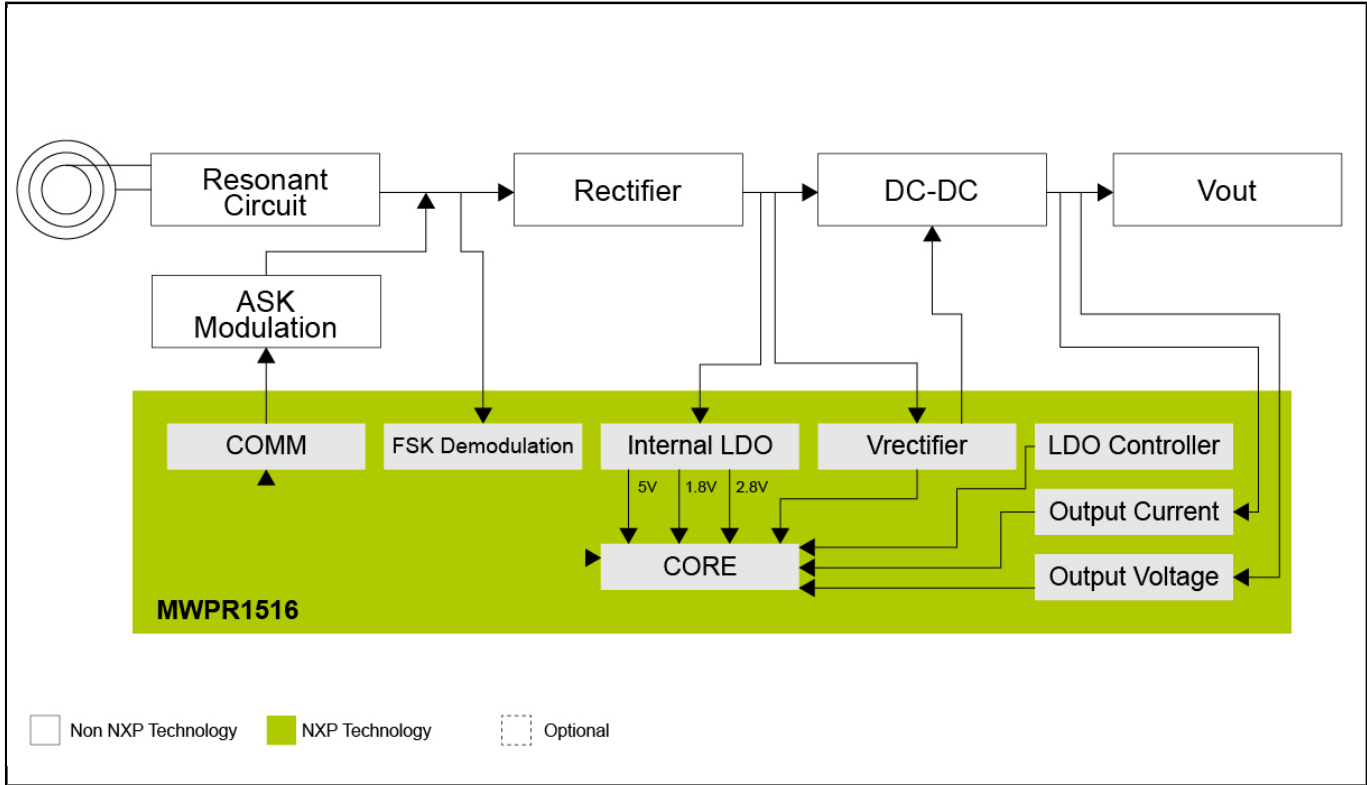 Resonant
Circuit
Rectifier
DC-DC
Vout
ASK
Modulation
COMM
FSK Demodulation
Internal LDO
Vrectifier
LDO Controller
5V
1.8V
2.8V
Output Current
CORE
Output Voltage
MWPR1516
Non NXP Technology
NXP Technology
Optional